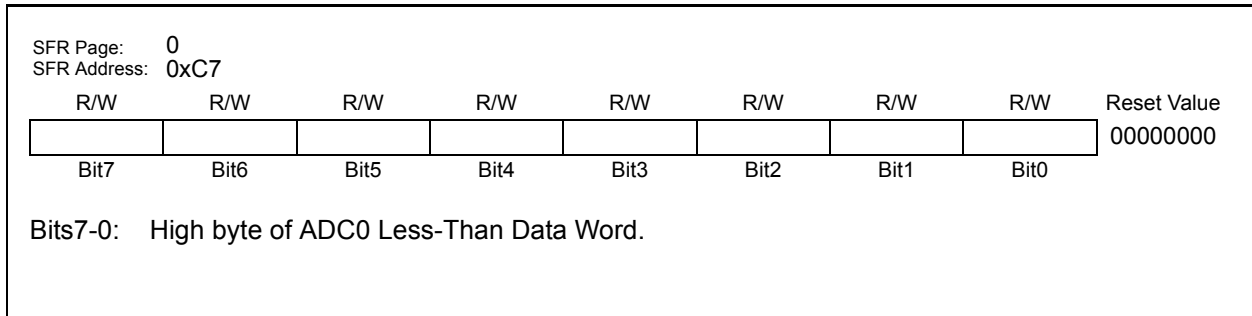 SFR Page: 0
SFR Address: 0xC7
R/W R/W R/W R/W R/W R/W R/W R/W Reset Value
00000000
Bit7 Bit6 Bit5 Bit4 Bit3 Bit2 Bit1 Bit0
Bits7-0: High byte of ADC0 Less-Than Data Word.